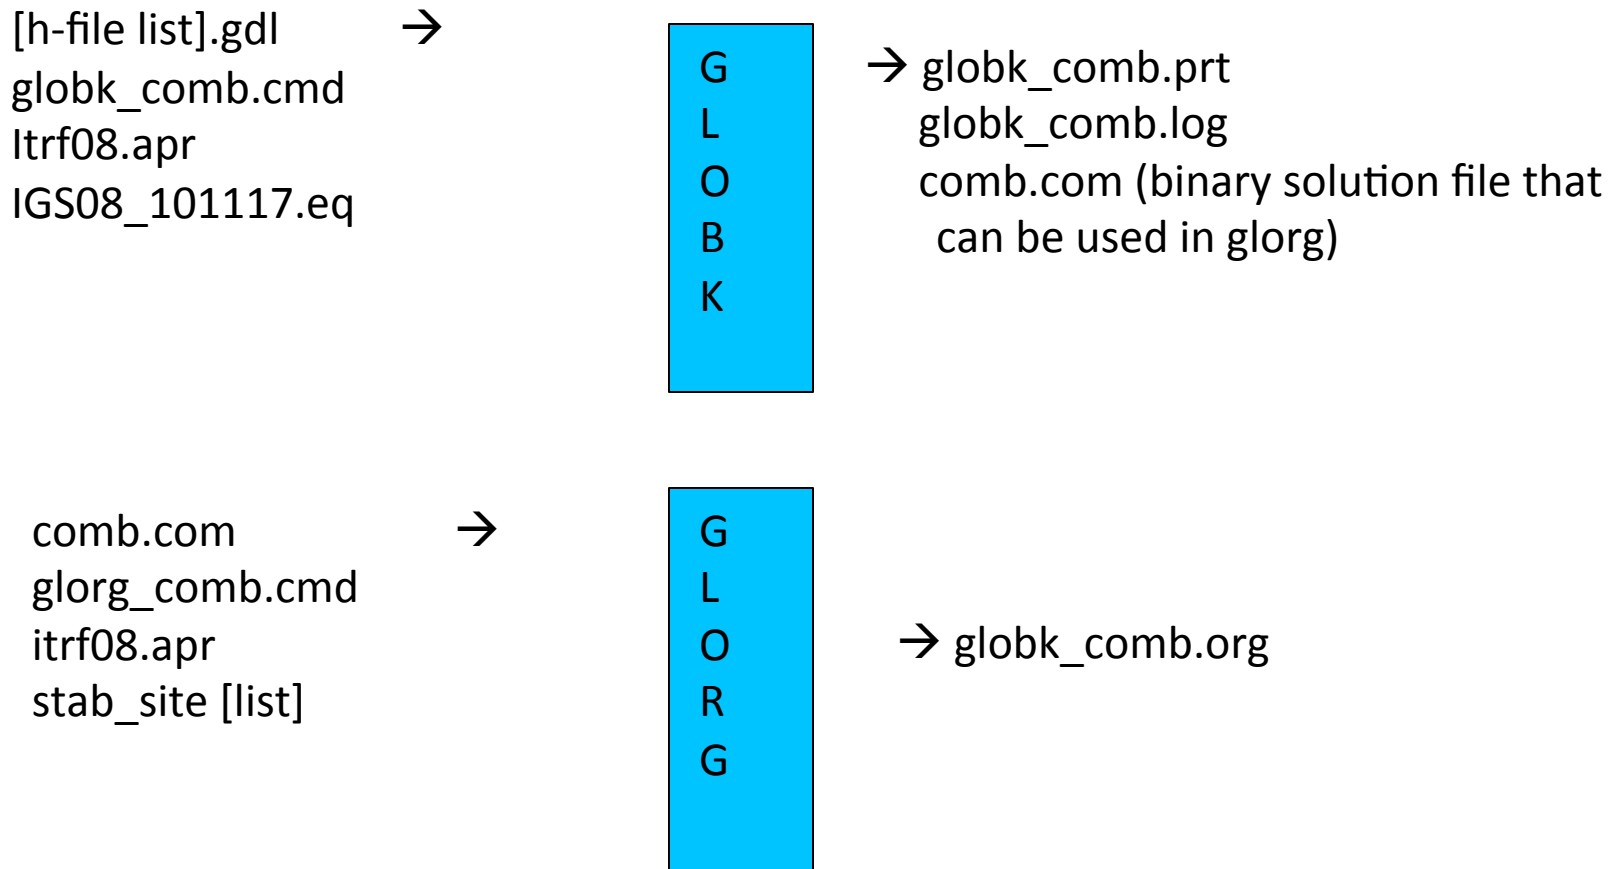 [h-file list].gdl →
globk_comb.cmd
Itrf08.apr
IGS08_101117.eq
G
L
O
B
K
→ globk_comb.prt
globk_comb.log
comb.com (binary solution file that
can be used in glorg)
comb.com →
glorg_comb.cmd
itrf08.apr
stab_site [list]
G
L
O
R
G
→ globk_comb.org